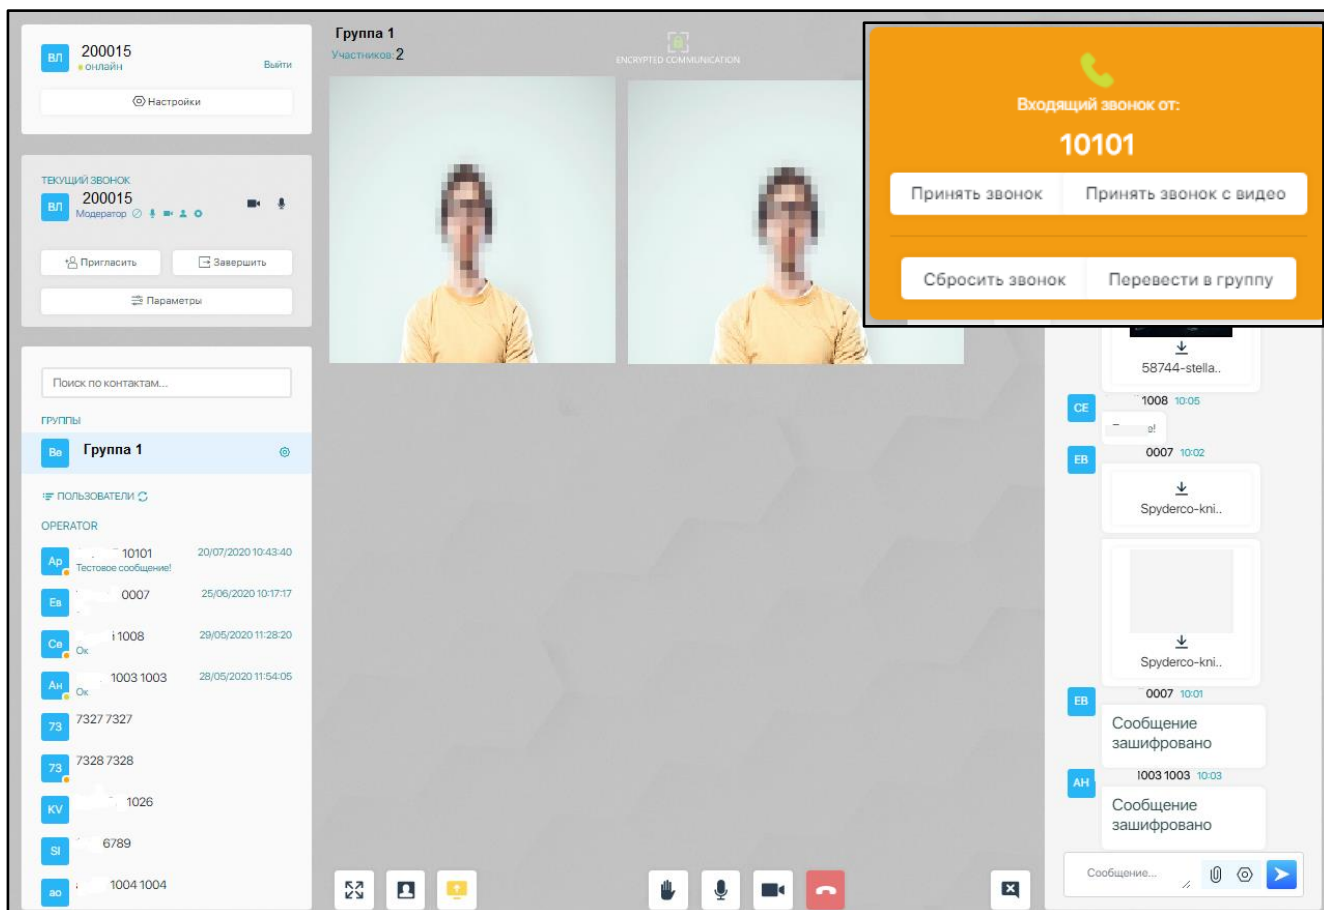 ВЛ
200015
онлайн
Выйти
Настройки
ТЕКУЩИЙ ЗВОНОК
ВЛ
200015
Модератор
Пригласить
Завершить
Параметры
Поиск по контактам...
ГРУППЫ
Ве
Группа 1
ПОЛЬЗОВАТЕЛИ
OPERATOR
Ар
10101
20/07/2020 10:43:40
Тестовое сообщение!
Ев
0007
25/06/2020 10:17:17
Се
1008
29/05/2020 11:28:20
Ок
Ан
1003 1003
28/05/2020 11:54:05
Ок
73
7327 7327
73
7328 7328
KV
1026
SI
6789
ао
1004 1004
Группа 1
Участников: 2
ENCRYPTED COMMUNICATION
Входящий звонок от:
10101
Принять звонок
Принять звонок с видео
Сбросить звонок
Перевести в группу
58744-stella..
СЕ
1008 10:05
ЕВ
0007 10:02
Spyderco-kni..
Spyderco-kni..
ЕВ
0007 10:01
Сообщение
зашифровано
АН
1003 1003 10:03
Сообщение
зашифровано
Сообщение...